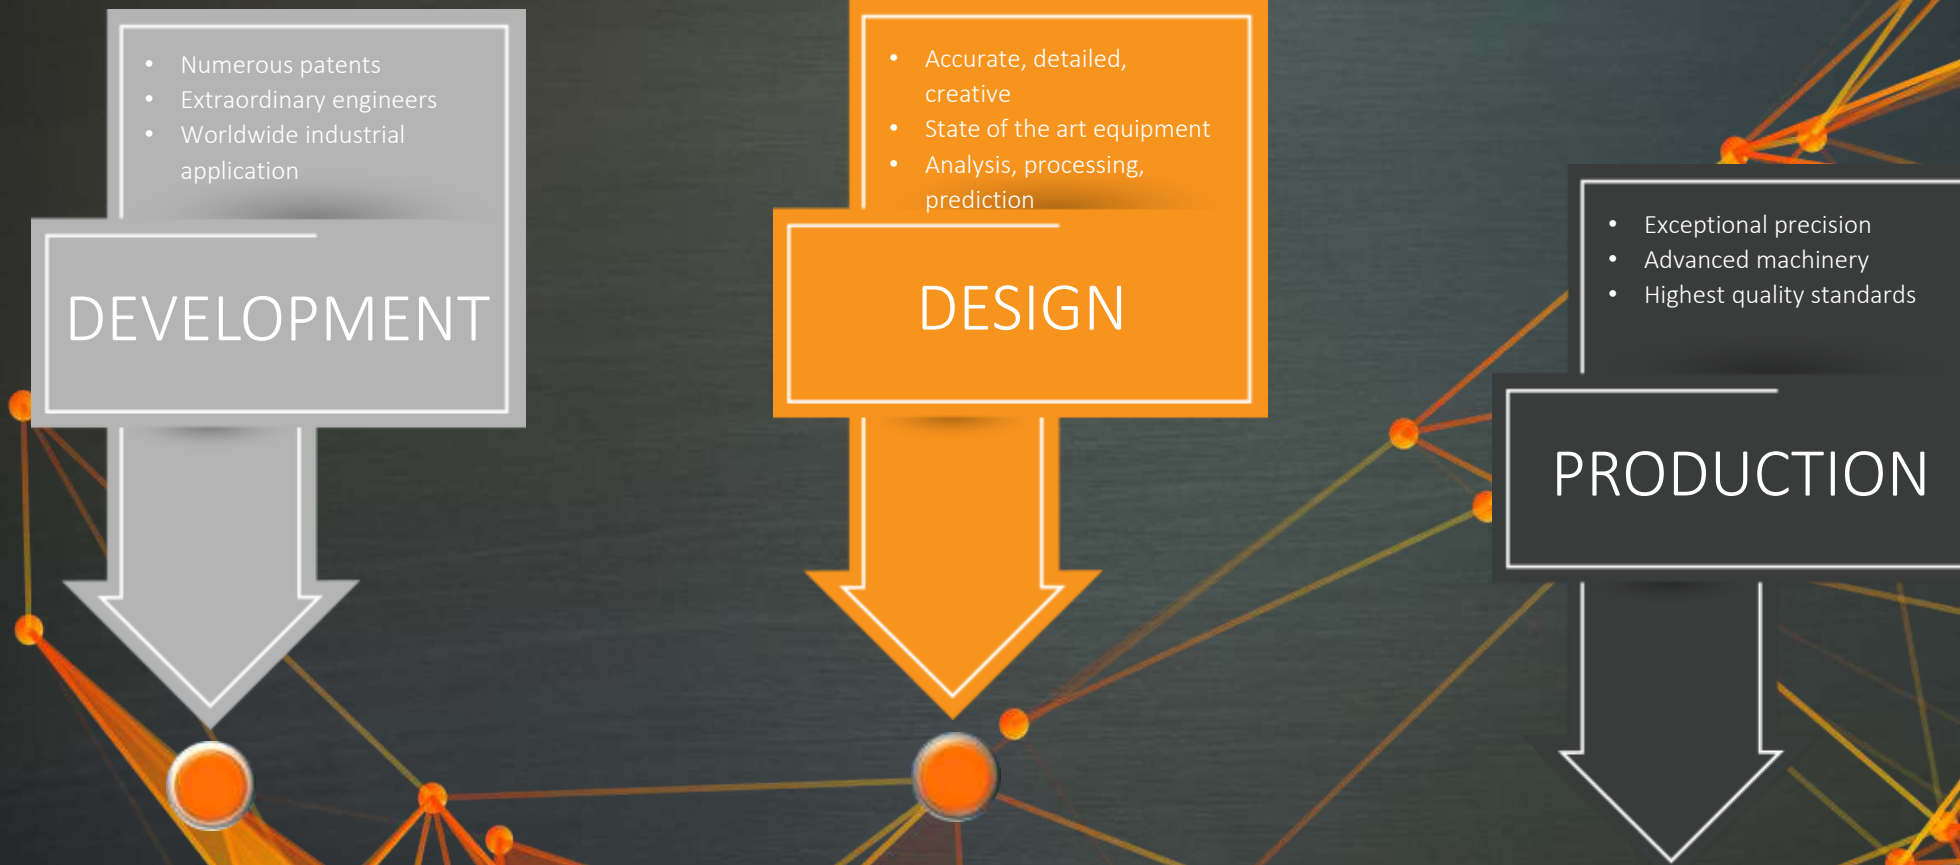 • Numerous patents
• Extraordinary engineers
• Worldwide industrial
application
DEVELOPMENT
• Accurate, detailed,
creative
• State of the art equipment
• Analysis, processing,
prediction
DESIGN
• Exceptional precision
• Advanced machinery
• Highest quality standards
PRODUCTION